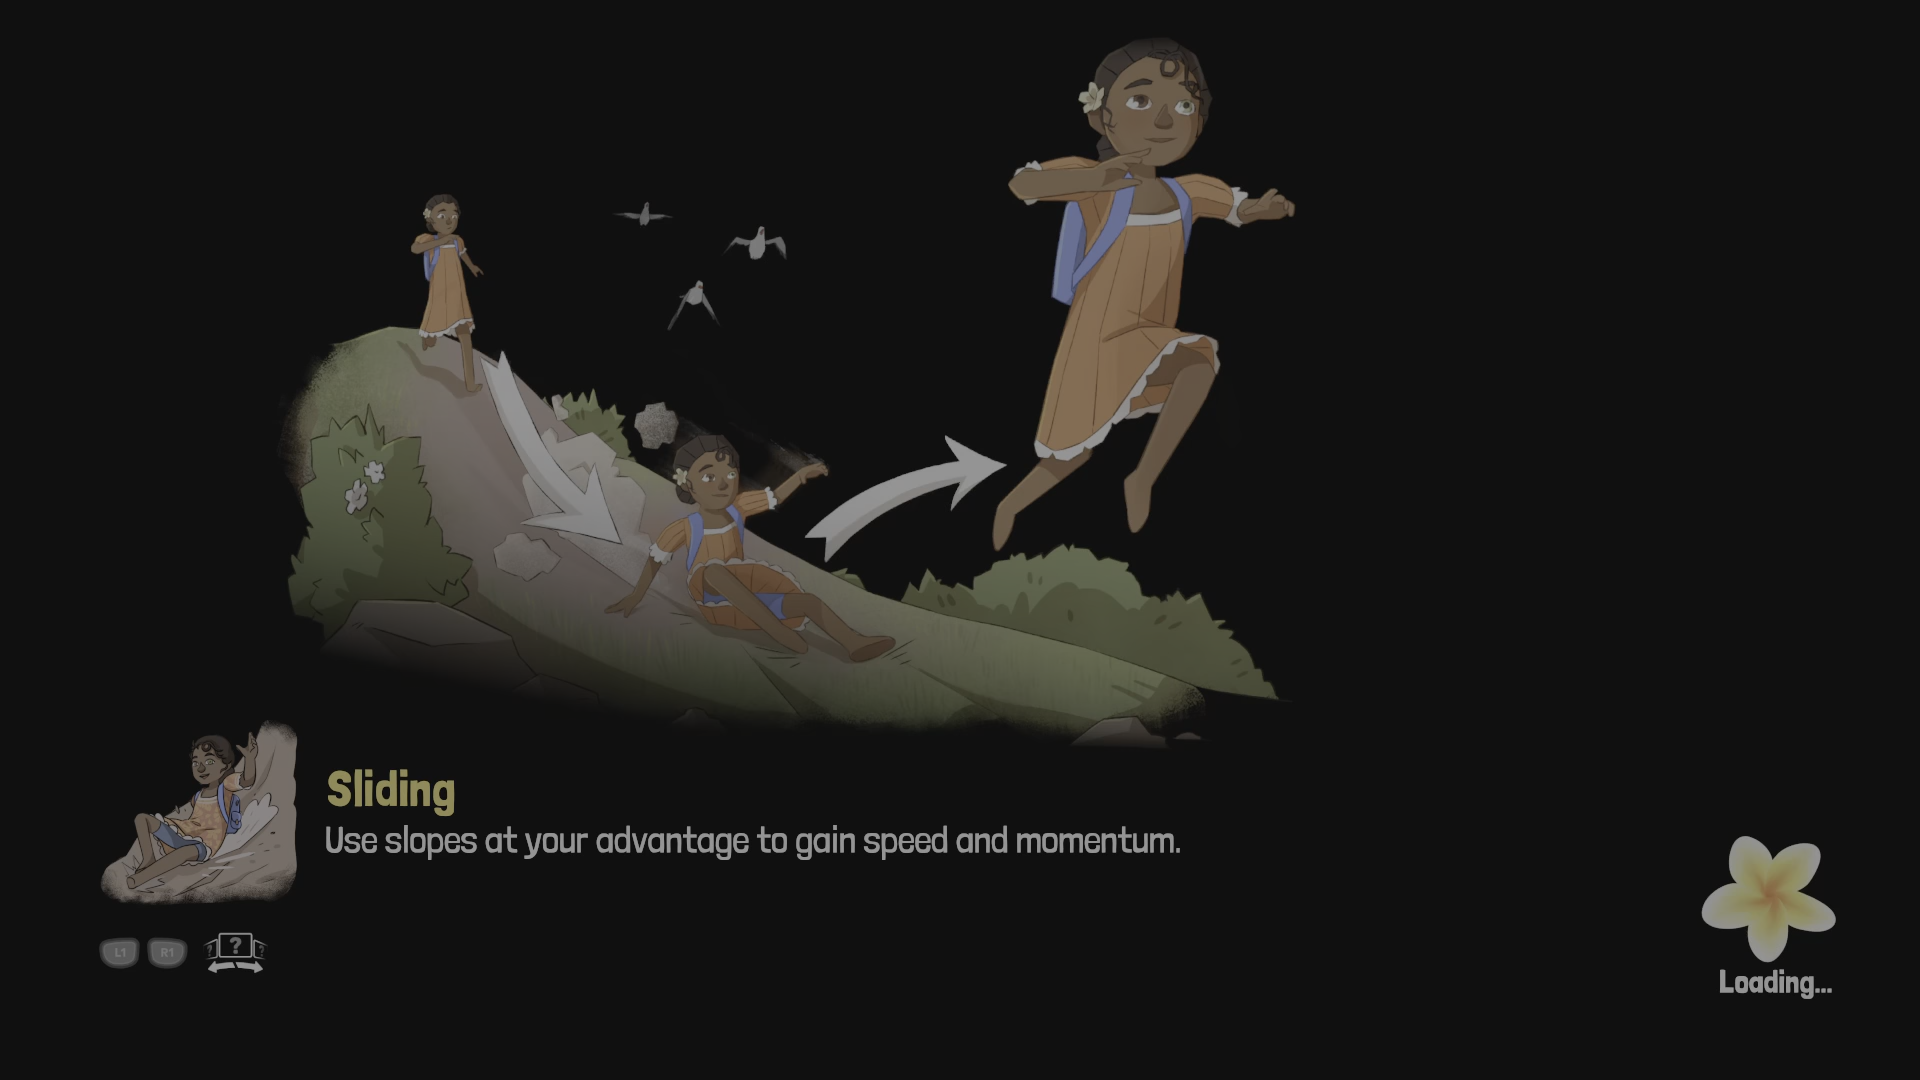 Sliding
Use slopes at your advantage to gain speed and momentum.
L1 R1 ?
Loading...